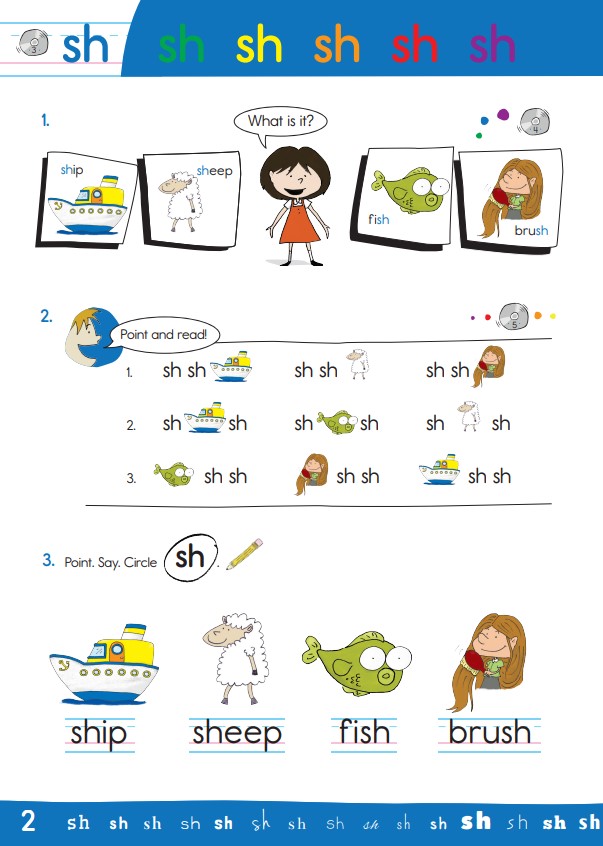 3 sh sh sh sh sh sh
1. What is it? 4
ship sheep fish brush
2. Point and read! 5
1. sh sh sh sh sh sh
2. sh sh sh sh sh sh
3. sh sh sh sh sh sh
3. Point. Say. Circle sh.
ship sheep fish brush
2 sh sh sh sh sh sh sh sh sh sh sh sh sh sh sh